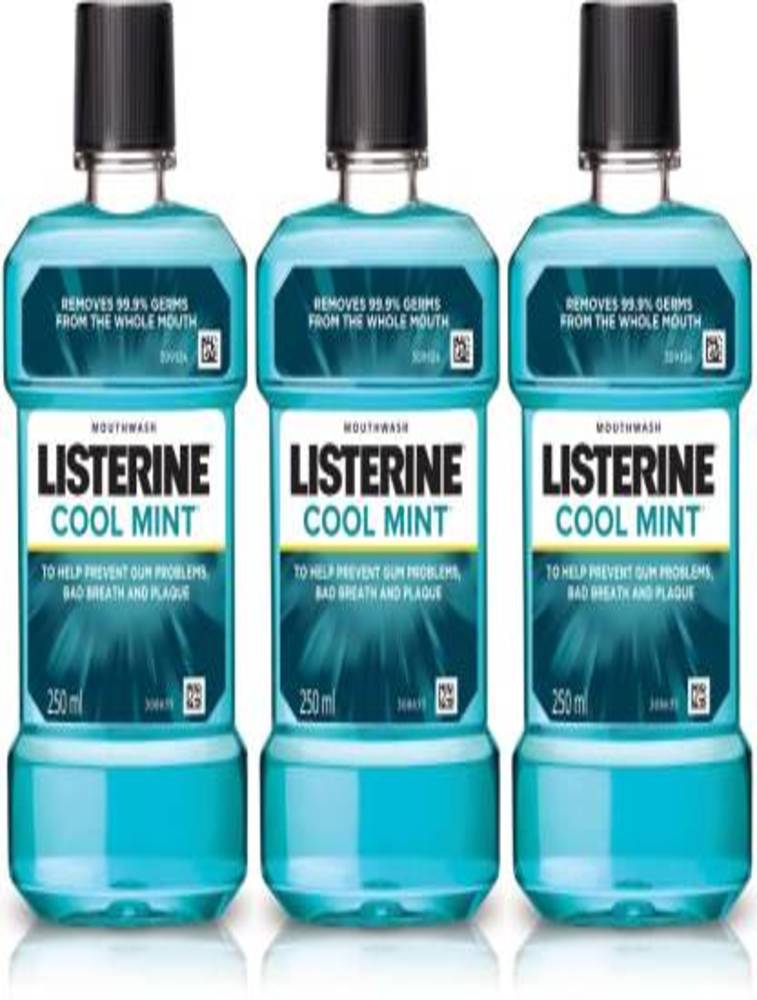 REMOVES 99.9% GERMS
FROM THE WHOLE MOUTH
MOUTHWASH
LISTERINE
COOL MINT
TO HELP PREVENT GUM PROBLEMS,
BAD BREATH AND PLAQUE
250 ml
REMOVES 99.9% GERMS
FROM THE WHOLE MOUTH
MOUTHWASH
LISTERINE
COOL MINT
TO HELP PREVENT GUM PROBLEMS,
BAD BREATH AND PLAQUE
250 ml
REMOVES 99.9% GERMS
FROM THE WHOLE MOUTH
MOUTHWASH
LISTERINE
COOL MINT
TO HELP PREVENT GUM PROBLEMS,
BAD BREATH AND PLAQUE
250 ml